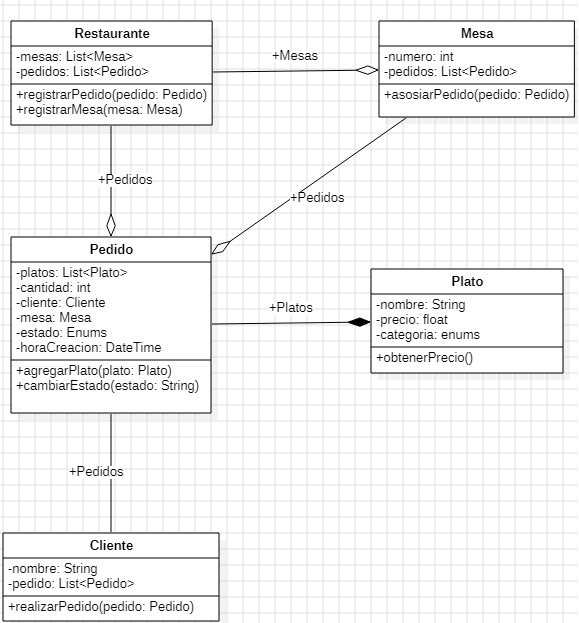 Restaurante
-mesas: List<Mesa>
-pedidos: List<Pedido>
+registrarPedido(pedido: Pedido)
+registrarMesa(mesa: Mesa)
+Mesas
Mesa
-numero: int
-pedidos: List<Pedido>
+asosiarPedido(pedido: Pedido)
+Pedidos
+Pedidos
Pedido
-platos: List<Plato>
-cantidad: int
-cliente: Cliente
-mesa: Mesa
-estado: Enums
-horaCreacion: DateTime
+agregarPlato(plato: Plato)
+cambiarEstado(estado: String)
+Platos
Plato
-nombre: String
-precio: float
-categoria: enums
+obtenerPrecio()
+Pedidos
Cliente
-nombre: String
-pedido: List<Pedido>
+realizarPedido(pedido: Pedido)